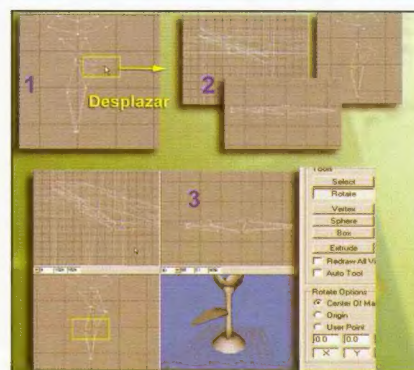 1
Desplazar
2
3
Tools
Select
Rotate
Vertex
Sphere
Box
Extrude
Redraw All Vi
Auto Tool
Rotate Options
Center Of Ma
Origin
User Point
0.0 0.0
X Y